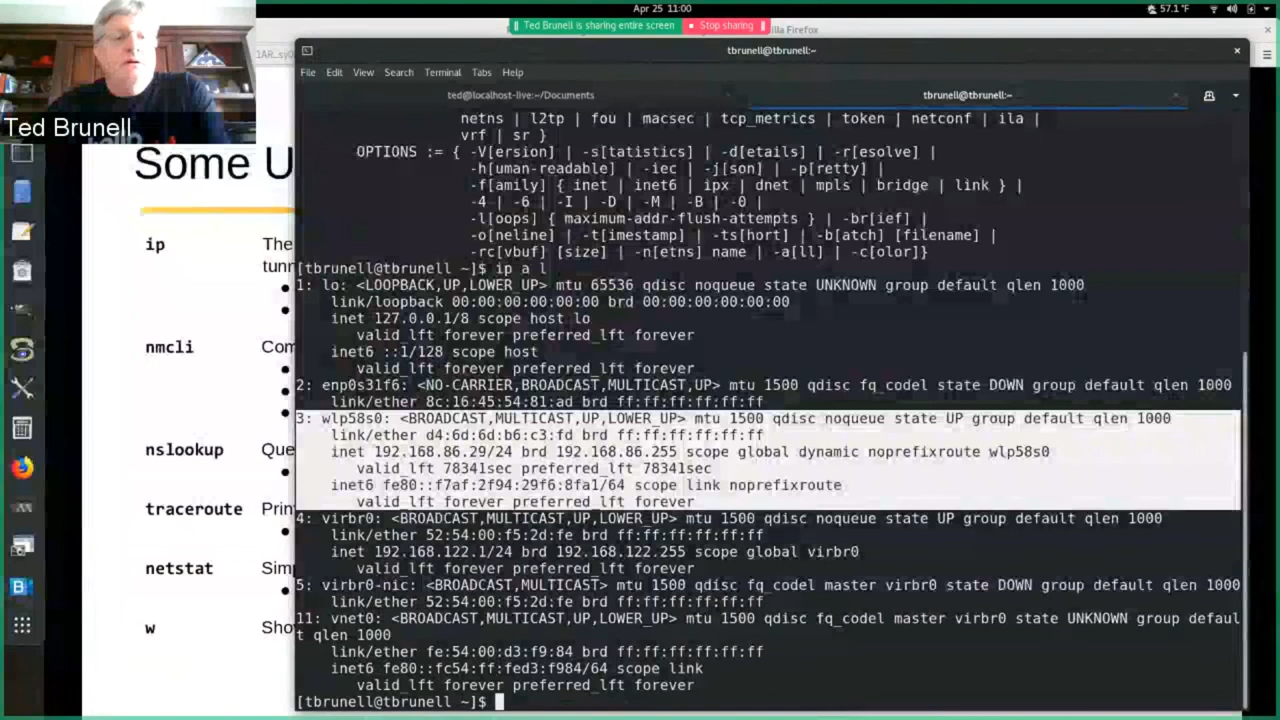 Apr 25 11:00
57.1 °F
Ted Brunell is sharing entire screen
Stop sharing
lla Firefox
Ted Brunell
tbrunell@tbrunell:~
File Edit View Search Terminal Tabs Help
ted@localhost-live:~/Documents
tbrunell@tbrunell:~
netns | l2tp | fou | macsec | tcp_metrics | token | netconf | ila |
vrf | sr }
OPTIONS := { -V[ersion] | -s[tatistics] | -d[etails] | -r[esolve] |
-h[uman-readable] | -iec | -j[son] | -p[retty] |
-f[amily] { inet | inet6 | ipx | dnet | mpls | bridge | link } |
-4 | -6 | -I | -D | -M | -B | -0 |
-l[oops] { maximum-addr-flush-attempts } | -br[ief] |
-o[neline] | -t[imestamp] | -ts[hort] | -b[atch] [filename] |
-rc[vbuf] [size] | -n[etns] name | -a[ll] | -c[olor]}
[tbrunell@tbrunell ~]$ ip a l
1: lo: <LOOPBACK,UP,LOWER_UP> mtu 65536 qdisc noqueue state UNKNOWN group default qlen 1000
link/loopback 00:00:00:00:00:00 brd 00:00:00:00:00:00
inet 127.0.0.1/8 scope host lo
valid_lft forever preferred_lft forever
inet6 ::1/128 scope host
valid_lft forever preferred_lft forever
2: enp0s31f6: <NO-CARRIER,BROADCAST,MULTICAST,UP> mtu 1500 qdisc fq_codel state DOWN group default qlen 1000
link/ether 8c:16:45:54:81:ad brd ff:ff:ff:ff:ff:ff
3: wlp58s0: <BROADCAST,MULTICAST,UP,LOWER_UP> mtu 1500 qdisc noqueue state UP group default qlen 1000
link/ether d4:6d:6d:b6:c3:fd brd ff:ff:ff:ff:ff:ff
inet 192.168.86.29/24 brd 192.168.86.255 scope global dynamic noprefixroute wlp58s0
valid_lft 78341sec preferred_lft 78341sec
inet6 fe80::f7af:2f94:29f6:8fa1/64 scope link noprefixroute
valid_lft forever preferred_lft forever
4: virbr0: <BROADCAST,MULTICAST,UP,LOWER_UP> mtu 1500 qdisc noqueue state UP group default qlen 1000
link/ether 52:54:00:f5:2d:fe brd ff:ff:ff:ff:ff:ff
inet 192.168.122.1/24 brd 192.168.122.255 scope global virbr0
valid_lft forever preferred_lft forever
5: virbr0-nic: <BROADCAST,MULTICAST> mtu 1500 qdisc fq_codel master virbr0 state DOWN group default qlen 1000
link/ether 52:54:00:f5:2d:fe brd ff:ff:ff:ff:ff:ff
11: vnet0: <BROADCAST,MULTICAST,UP,LOWER_UP> mtu 1500 qdisc fq_codel master virbr0 state UNKNOWN group defaul
t qlen 1000
link/ether fe:54:00:d3:f9:84 brd ff:ff:ff:ff:ff:ff
inet6 fe80::fc54:ff:fed3:f984/64 scope link
valid_lft forever preferred_lft forever
[tbrunell@tbrunell ~]$
Some U
ip The
tunn
nmcli Com
nslookup Que
traceroute Prin
netstat Sim
w Sho